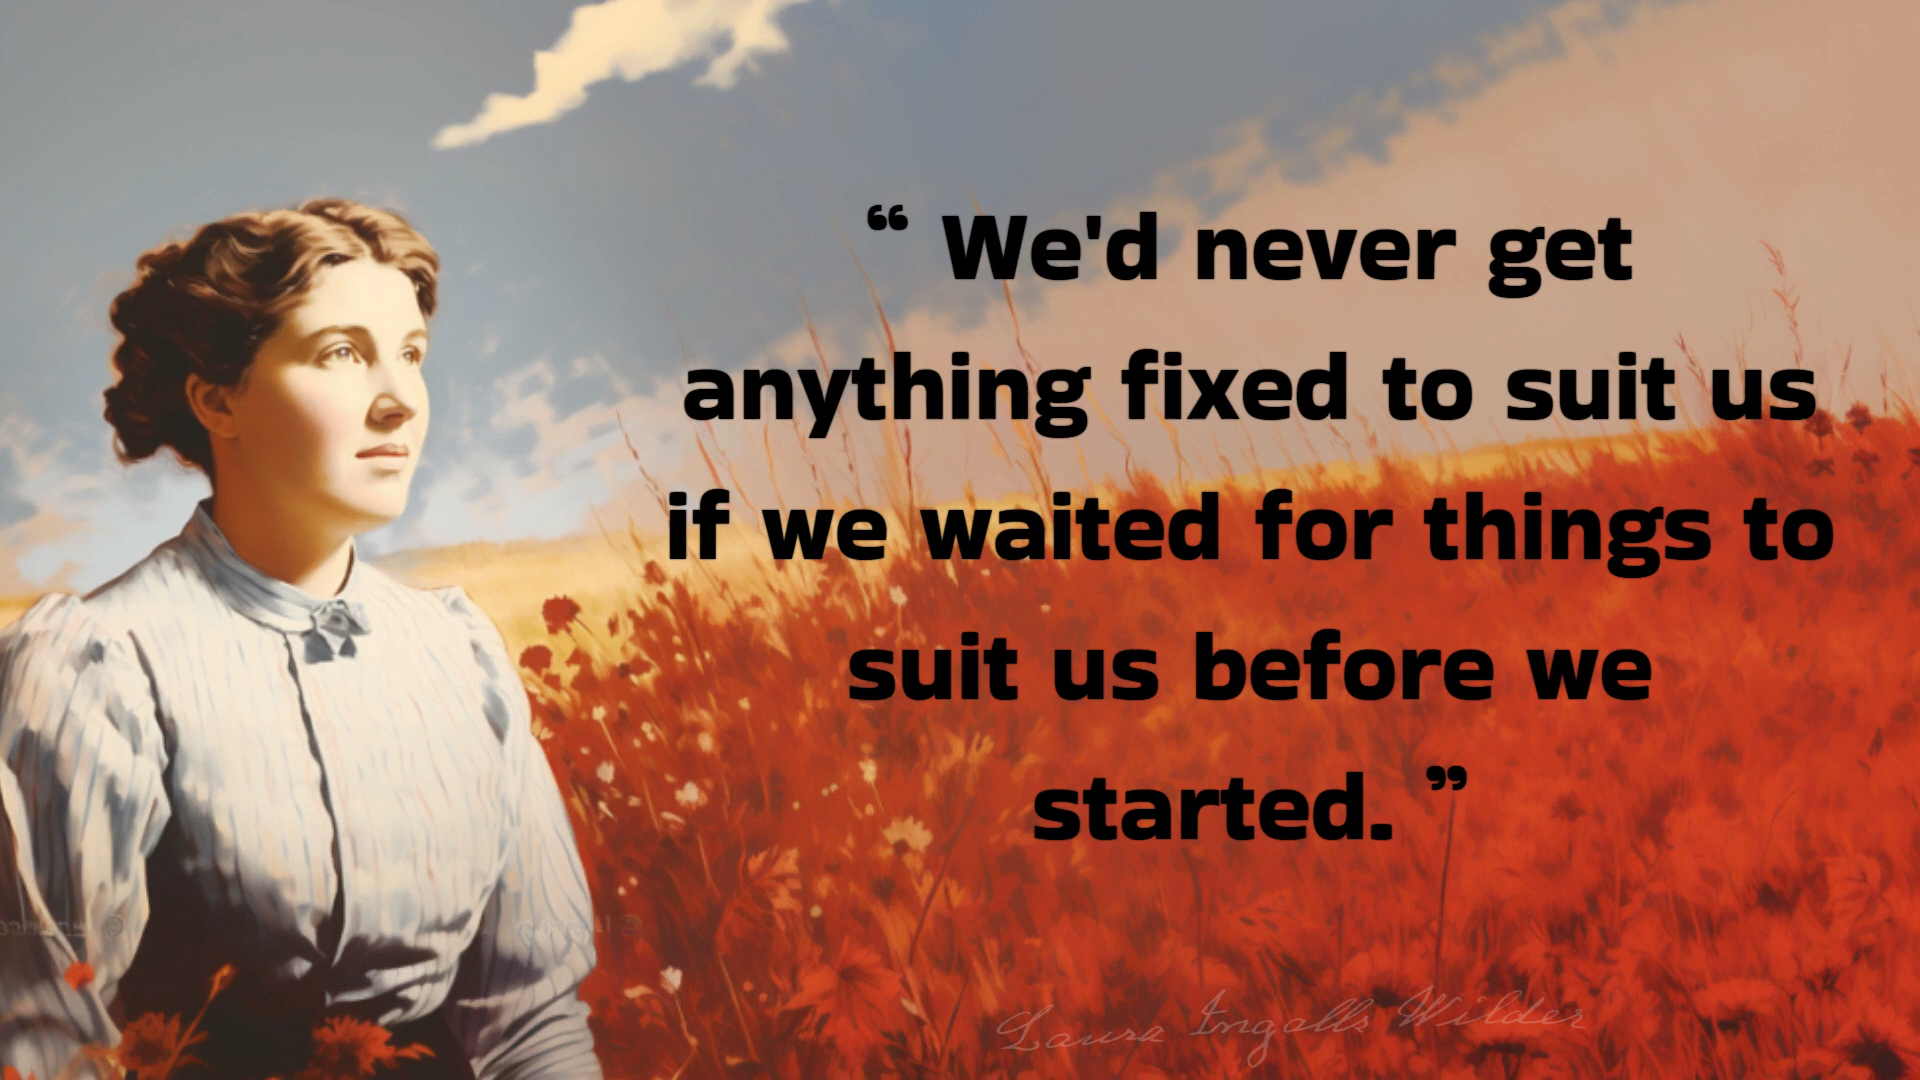 “ We'd never get
anything fixed to suit us
if we waited for things to
suit us before we
started. ”
Laura Ingalls Wilder